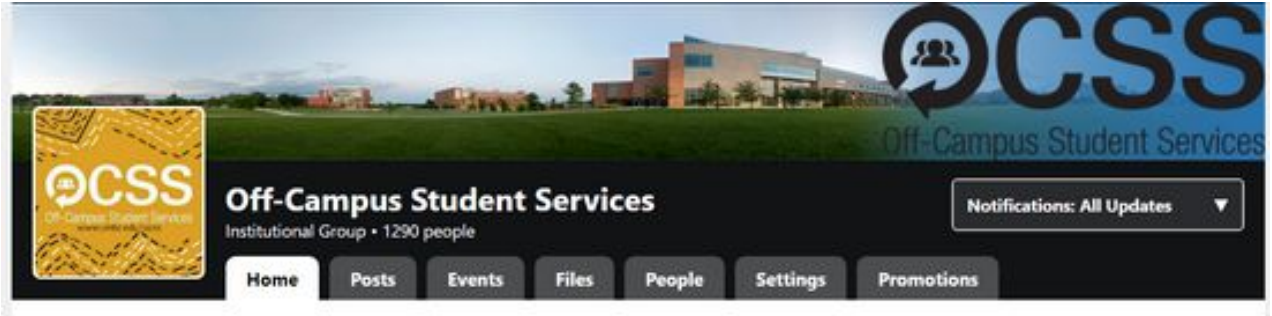 OCSS
Off-Campus Student Services
OCSS
Off-Campus Student Services
Off-Campus Student Services
Institutional Group • 1290 people
Notifications: All Updates ▼
Home Posts Events Files People Settings Promotions